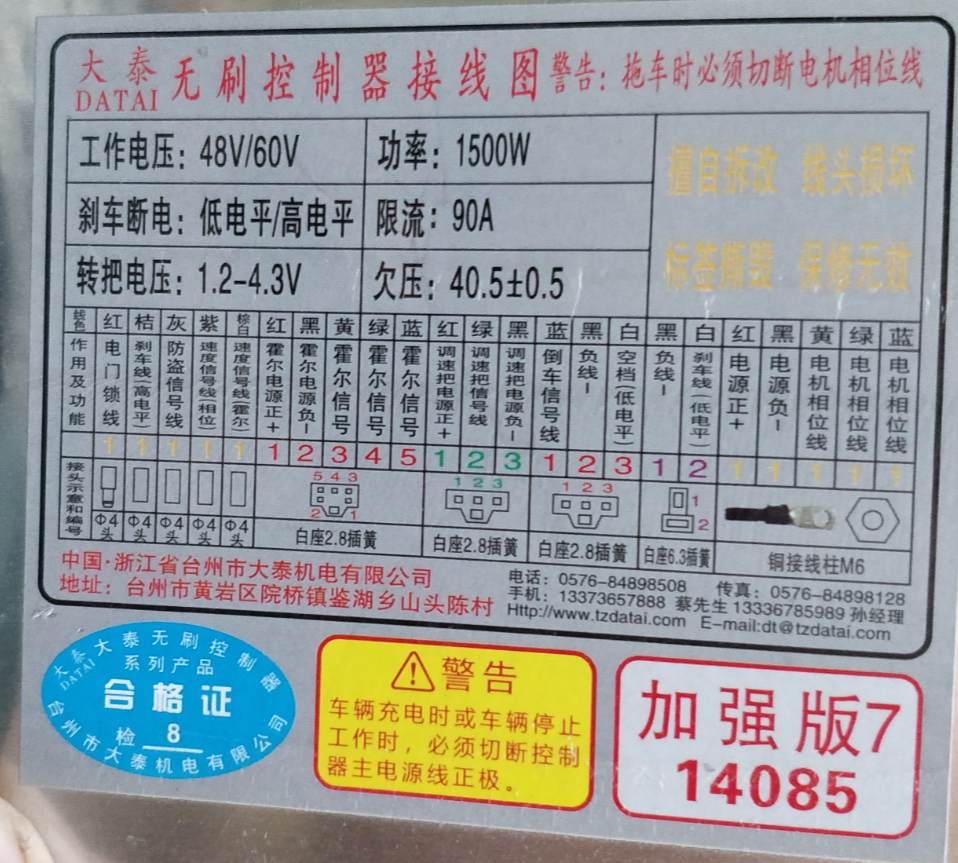 大泰
DATAI
无刷控制器接线图 警告：拖车时必须切断电机相位线
工作电压：48V/60V 功率：1500W
刹车断电：低电平/高电平 限流：90A
转把电压：1.2-4.3V 欠压：40.5±0.5
擅自拆改 线头损坏
标签撕毁 保修无效
线色 红 桔 灰 紫 棕白 红 黑 黄 绿 蓝 红 绿 黑 蓝 黑 白 黑 白 红 黑 黄 绿 蓝
作用及功能 电门锁线 刹车线(高电平) 防盗信号线 速度信号线(相位) 速度信号线(霍尔) 霍尔电源正+ 霍尔电源负- 霍尔信号 霍尔信号 霍尔信号 调速把电源正+ 调速把信号线 调速把电源负- 倒车信号线 负线- 空档(低电平) 负线- 刹车线(低电平) 电源正+ 电源负- 电机相位线 电机相位线 电机相位线
1 1 1 1 1 1 2 3 4 5 1 2 3 1 2 3 1 2 1 1 1 1 1
接头示意和编号
5 4 3
2 1
1 2 3
1 2 3
1
2
Φ4头 Φ4头 Φ4头 Φ4头 Φ4头 白座2.8插簧 白座2.8插簧 白座2.8插簧 白座6.3插簧 铜接线柱M6
中国·浙江省台州市大泰机电有限公司
地址：台州市黄岩区院桥镇鉴湖乡山头陈村
电话：0576-84898508 传真：0576-84898128
手机：13373657888 蔡先生 13336785989 孙经理
Http://www.tzdatai.com E-mail:dt@tzdatai.com
大泰
DATAI
大泰无刷控制器
系列产品
合格证
检 8
台州市大泰机电有限公司
警告
车辆充电时或车辆停止
工作时，必须切断控制
器主电源线正极。
加强版7
14085